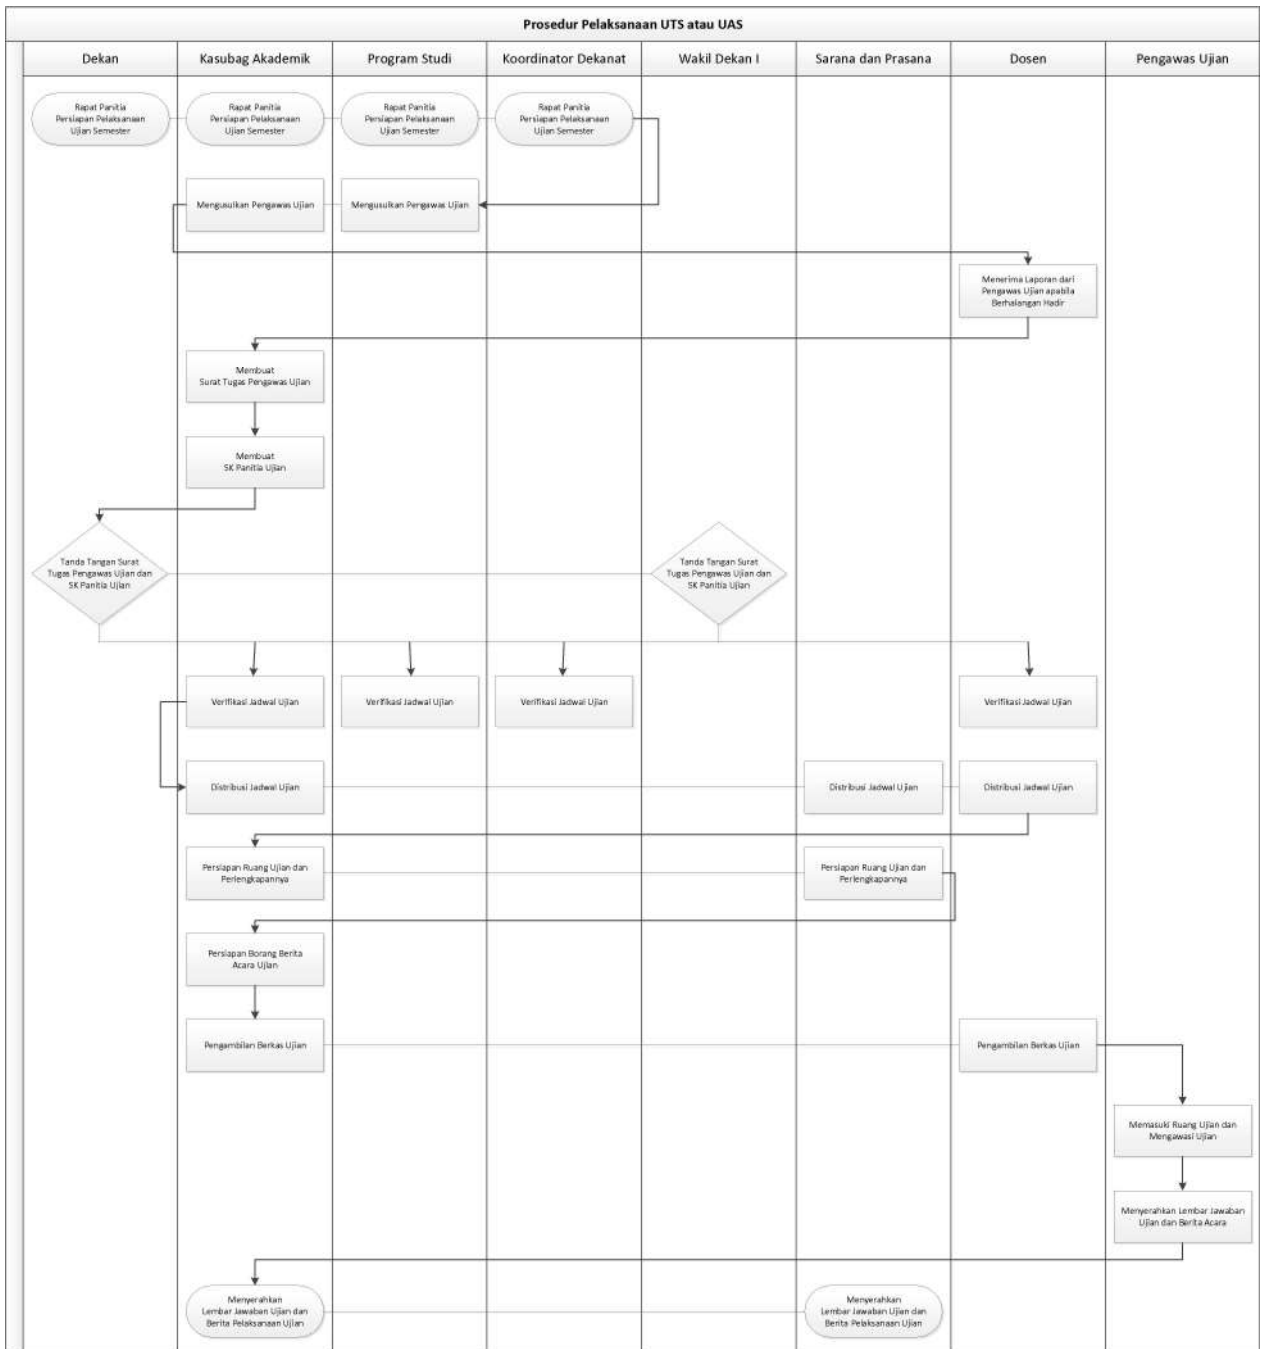 Prosedur Pelaksanaan UTS atau UAS
Dekan
Kasubag Akademik
Program Studi
Koordinator Dekanat
Wakil Dekan I
Sarana dan Prasana
Dosen
Pengawas Ujian
Rapat Panitia
Persiapan Pelaksanaan
Ujian Semester
Rapat Panitia
Persiapan Pelaksanaan
Ujian Semester
Rapat Panitia
Persiapan Pelaksanaan
Ujian Semester
Rapat Panitia
Persiapan Pelaksanaan
Ujian Semester
Mengusulkan Pengawas Ujian
Mengusulkan Pengawas Ujian
Menerima Laporan dari
Pengawas Ujian apabila
Berhalangan Hadir
Membuat
Surat Tugas Pengawas Ujian
Membuat
SK Panitia Ujian
Tanda Tangan Surat
Tugas Pengawas Ujian dan
SK Panitia Ujian
Tanda Tangan Surat
Tugas Pengawas Ujian dan
SK Panitia Ujian
Verifikasi Jadwal Ujian
Verifikasi Jadwal Ujian
Verifikasi Jadwal Ujian
Verifikasi Jadwal Ujian
Distribusi Jadwal Ujian
Distribusi Jadwal Ujian
Distribusi Jadwal Ujian
Persiapan Ruang Ujian dan
Perlengkapannya
Persiapan Ruang Ujian dan
Perlengkapannya
Persiapan Borang Berita
Acara Ujian
Pengambilan Berkas Ujian
Pengambilan Berkas Ujian
Memasuki Ruang Ujian dan
Mengawasi Ujian
Menyerahkan Lembar Jawaban
Ujian dan Berita Acara
Menyerahkan
Lembar Jawaban Ujian dan
Berita Pelaksanaan Ujian
Menyerahkan
Lembar Jawaban Ujian dan
Berita Pelaksanaan Ujian